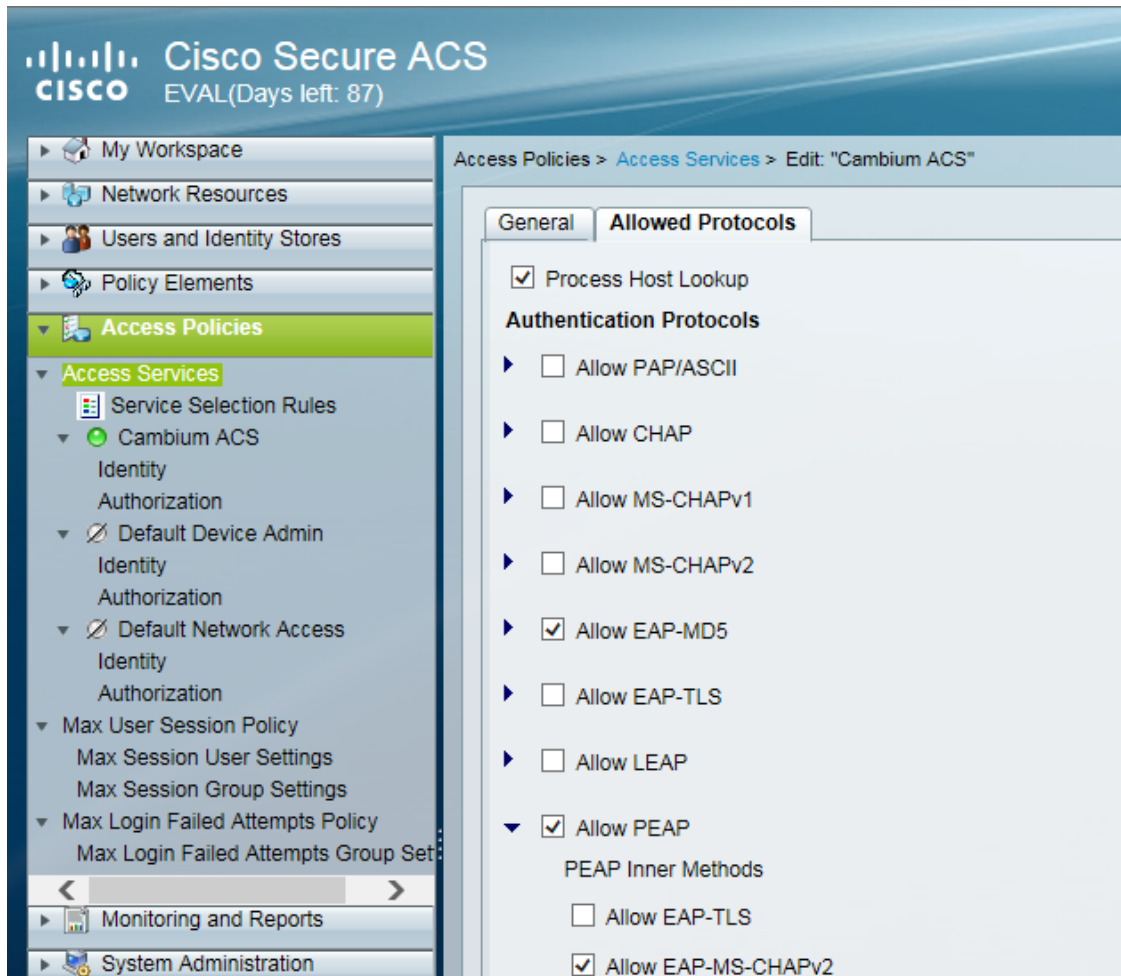 Cisco Secure ACS
CISCO
EVAL(Days left: 87)
My Workspace
Network Resources
Users and Identity Stores
Policy Elements
Access Policies
Access Services
Service Selection Rules
Cambium ACS
Identity
Authorization
Default Device Admin
Identity
Authorization
Default Network Access
Identity
Authorization
Max User Session Policy
Max Session User Settings
Max Session Group Settings
Max Login Failed Attempts Policy
Max Login Failed Attempts Group Set
Monitoring and Reports
System Administration
Access Policies > Access Services > Edit: "Cambium ACS"
General Allowed Protocols
Process Host Lookup
Authentication Protocols
Allow PAP/ASCII
Allow CHAP
Allow MS-CHAPv1
Allow MS-CHAPv2
Allow EAP-MD5
Allow EAP-TLS
Allow LEAP
Allow PEAP
PEAP Inner Methods
Allow EAP-TLS
Allow EAP-MS-CHAPv2